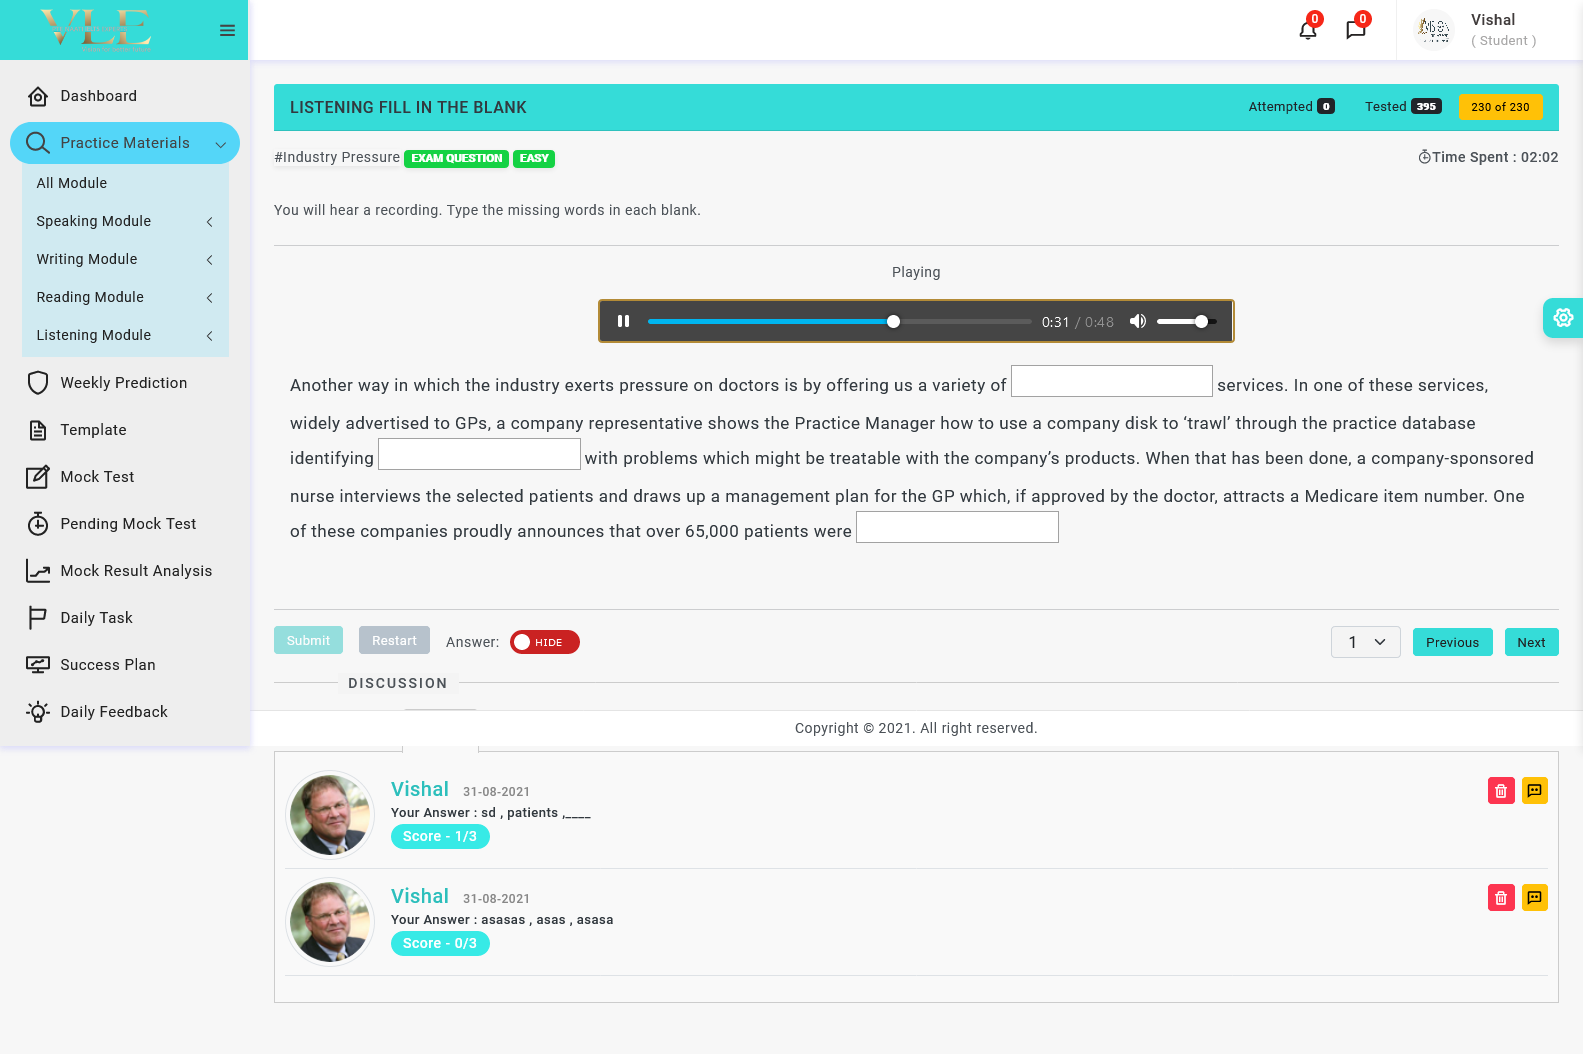 VLE
0
0
Vishal
( Student )
Dashboard
Practice Materials
All Module
Speaking Module
Writing Module
Reading Module
Listening Module
Weekly Prediction
Template
Mock Test
Pending Mock Test
Mock Result Analysis
Daily Task
Success Plan
Daily Feedback
LISTENING FILL IN THE BLANK
Attempted 0
Tested 395
230 of 230
#Industry Pressure EXAM QUESTION EASY
Time Spent : 02:02
You will hear a recording. Type the missing words in each blank.
Playing
0:31 / 0:48
Another way in which the industry exerts pressure on doctors is by offering us a variety of services. In one of these services,
widely advertised to GPs, a company representative shows the Practice Manager how to use a company disk to ‘trawl’ through the practice database
identifying with problems which might be treatable with the company’s products. When that has been done, a company-sponsored
nurse interviews the selected patients and draws up a management plan for the GP which, if approved by the doctor, attracts a Medicare item number. One
of these companies proudly announces that over 65,000 patients were
Submit
Restart
Answer:
HIDE
1
Previous
Next
DISCUSSION
Copyright © 2021. All right reserved.
Vishal 31-08-2021
Your Answer : sd , patients ,____
Score - 1/3
Vishal 31-08-2021
Your Answer : asasas , asas , asasa
Score - 0/3